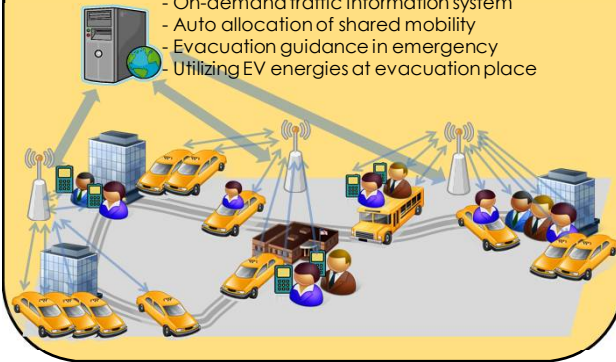 - On-demand traffic information system
- Auto allocation of shared mobility
- Evacuation guidance in emergency
- Utilizing EV energies at evacuation place